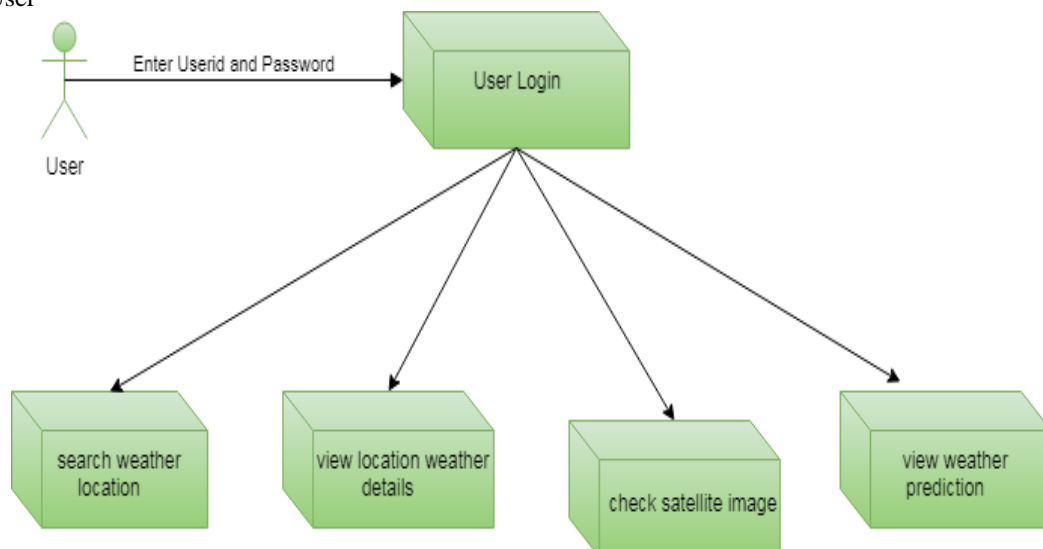 User
Enter Userid and Password
User Login
User
search weather
location
view location weather
details
check satellite image
view weather
prediction